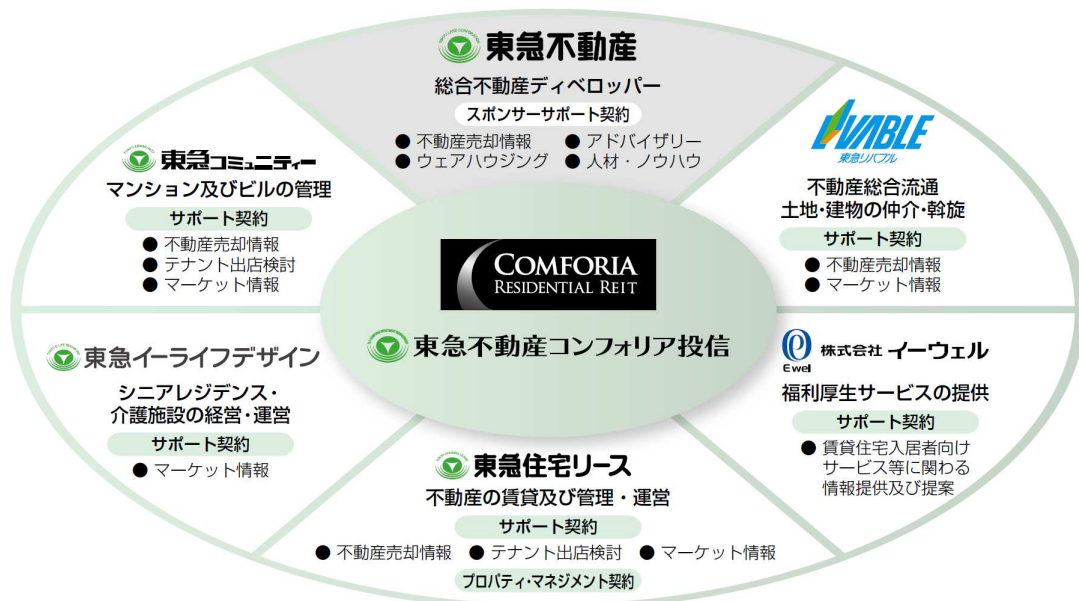 東急不動産
総合不動産ディベロッパー
スポンサーサポート契約
● 不動産売却情報 ● アドバイザリー
● ウェアハウジング ● 人材・ノウハウ
東急コミュニティー
マンション及びビルの管理
サポート契約
● 不動産売却情報
● テナント出店検討
● マーケット情報
LIVABLE
東急リバブル
不動産総合流通
土地・建物の仲介・斡旋
サポート契約
● 不動産売却情報
● マーケット情報
COMFORIA
RESIDENTIAL REIT
東急不動産コンフォリア投信
東急イーライフデザイン
シニアレジデンス・
介護施設の経営・運営
サポート契約
● マーケット情報
Ewel
株式会社 イーウェル
福利厚生サービスの提供
サポート契約
● 賃貸住宅入居者向け
サービス等に関わる
情報提供及び提案
東急住宅リース
不動産の賃貸及び管理・運営
サポート契約
● 不動産売却情報 ● テナント出店検討 ● マーケット情報
プロパティ・マネジメント契約